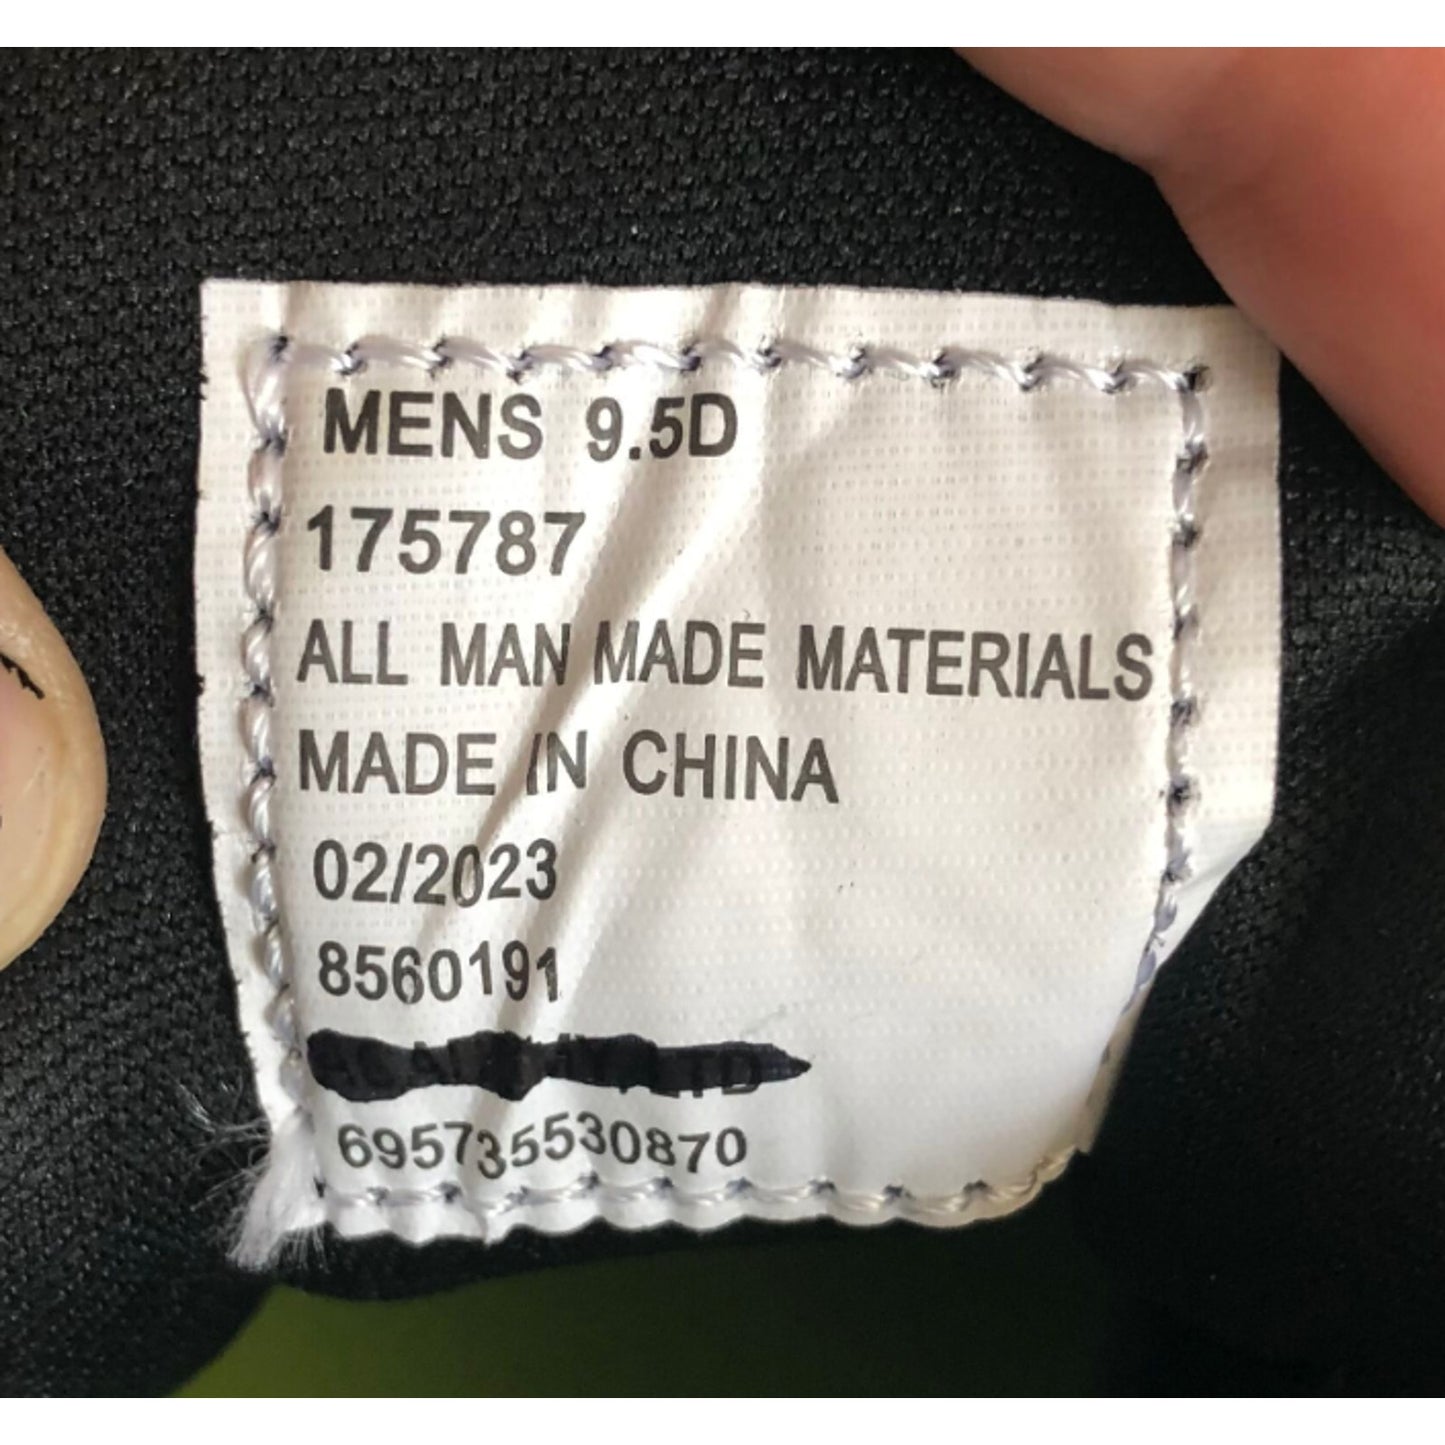 MENS 9.5D
175787
ALL MAN MADE MATERIALS
MADE IN CHINA
02/2023
8560191
695735530870